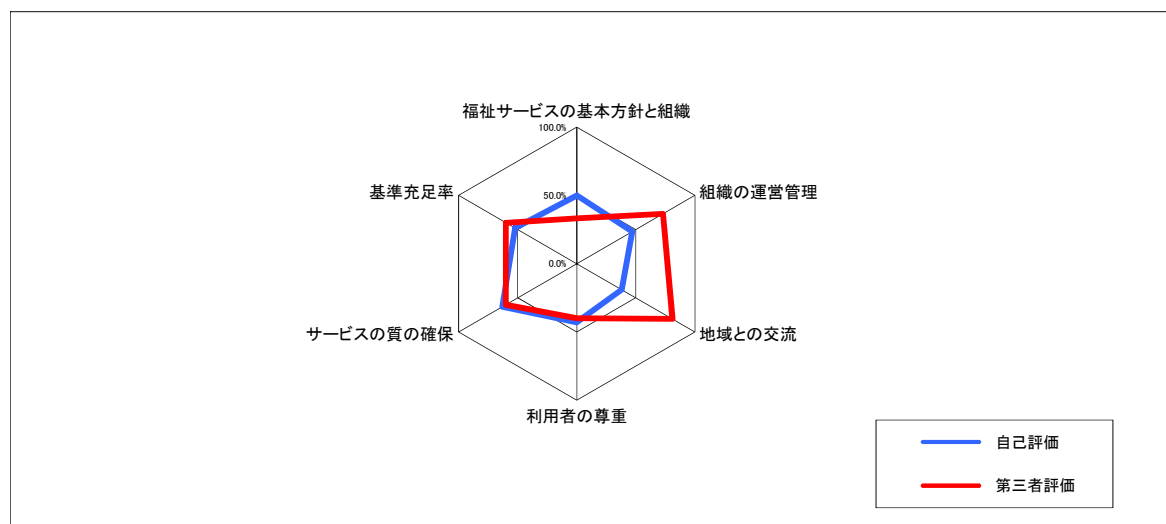 福祉サービスの基本方針と組織
100.0%
基準充足率
組織の運営管理
50.0%
0.0%
サービスの質の確保
地域との交流
利用者の尊重
自己評価
第三者評価